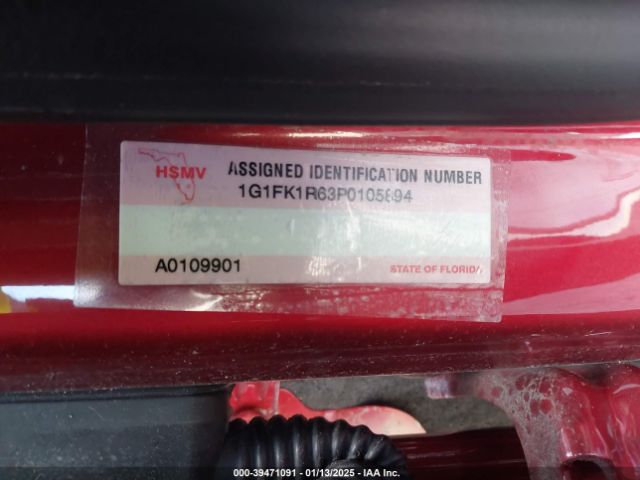 HSMV ASSIGNED IDENTIFICATION NUMBER
1G1FK1R63P0105894
A0109901 STATE OF FLORIDA
000-39471091 - 01/13/2025 - IAA Inc.